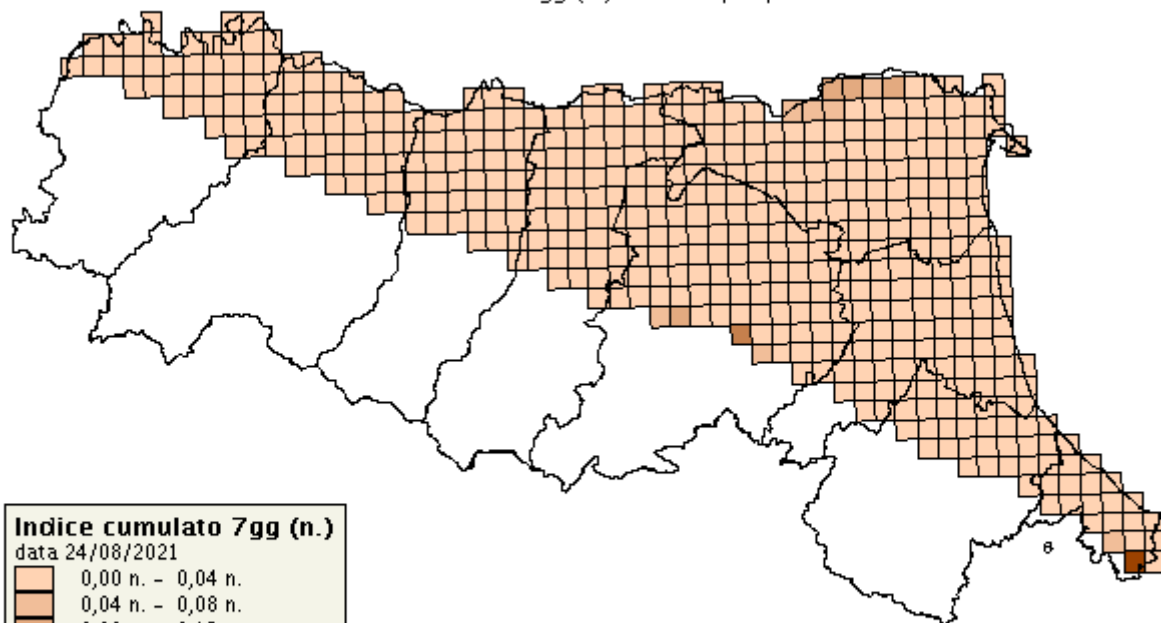 Indice cumulato 7gg (n.)
data 24/08/2021
0,00 n. - 0,04 n.
0,04 n. - 0,08 n.